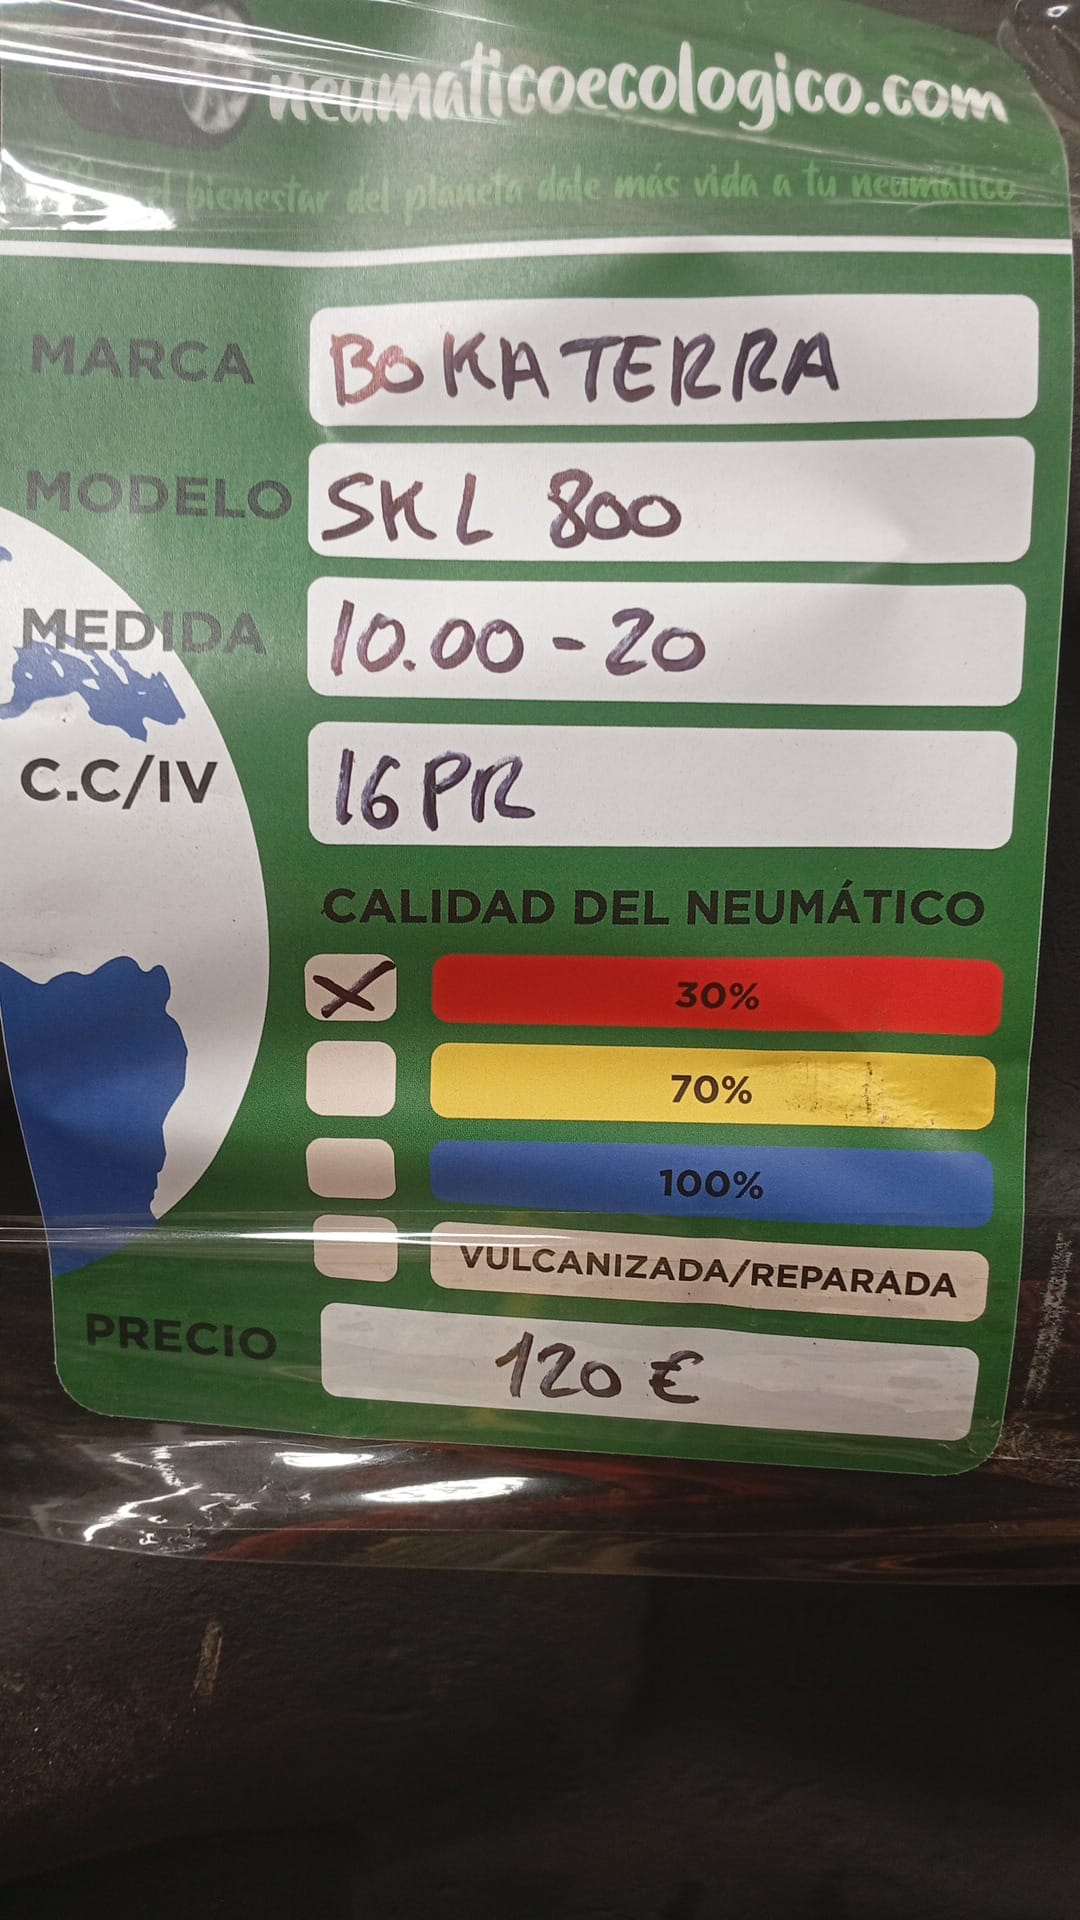 neumaticoecologico.com
el bienestar del planeta dale más vida a tu neumático
MARCA BOKATERRA
MODELO SKL 800
MEDIDA 10.00-20
C.C/IV 16PR
CALIDAD DEL NEUMÁTICO
X 30%
70%
100%
VULCANIZADA/REPARADA
PRECIO 120 €